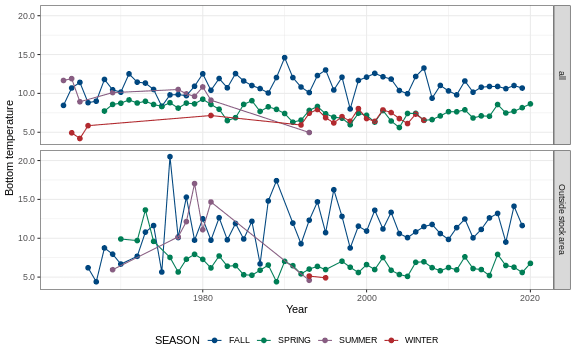 20.0
15.0
10.0
5.0
all
20.0
15.0
10.0
5.0
Outside stock area
Bottom temperature
1980
2000
2020
Year
SEASON
FALL
SPRING
SUMMER
WINTER